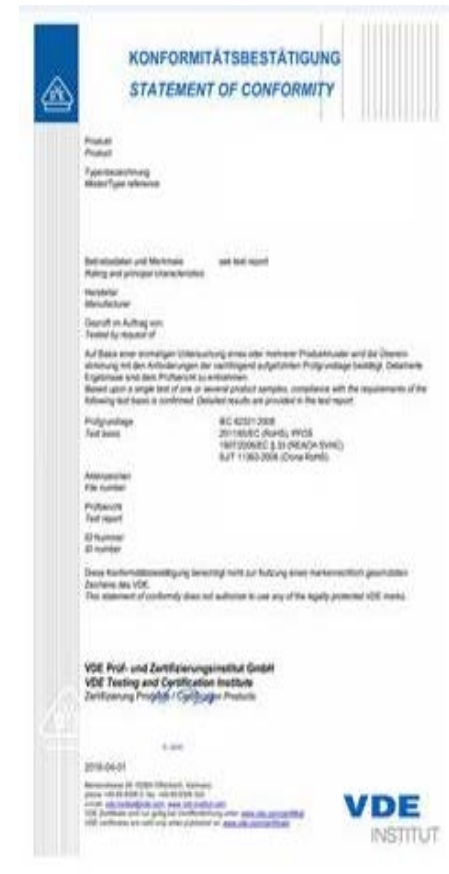 KONFORMITÄTSBESTÄTIGUNG
STATEMENT OF CONFORMITY
Produkt
Product
Typenbezeichnung
Model/Type reference
Betriebsdaten und Merkmale see test report
Rating and principal characteristics
Hersteller
Manufacturer
Geprüft im Auftrag von
Tested by request of
Auf Basis einer einmaligen Untersuchung eines oder mehrerer Produktmuster wird die Überein-
stimmung mit den Anforderungen der nachfolgend aufgeführten Prüfgrundlage bestätigt. Detaillierte
Ergebnisse sind dem Prüfbericht zu entnehmen.
Based upon a single test of one or several product samples, compliance with the requirements of the
following test basis is confirmed. Detailed results are provided in the test report.
Prüfgrundlage IEC 62321:2008
Test basis 2011/65/EC (RoHS), PFOS
1907/2006/EC § 33 (REACH SVHC)
SJ/T 11363-2006 (China RoHS)
Aktenzeichen
File number
Prüfbericht
Test report
ID Nummer
ID number
Diese Konformitätsbestätigung berechtigt nicht zur Nutzung eines markenrechtlich geschützten
Zeichens des VDE.
This statement of conformity does not authorise to use any of the legally protected VDE marks.
VDE Prüf- und Zertifizierungsinstitut GmbH
VDE Testing and Certification Institute
Zertifizierung Produkte / Certification Products
VDE
INSTITUT